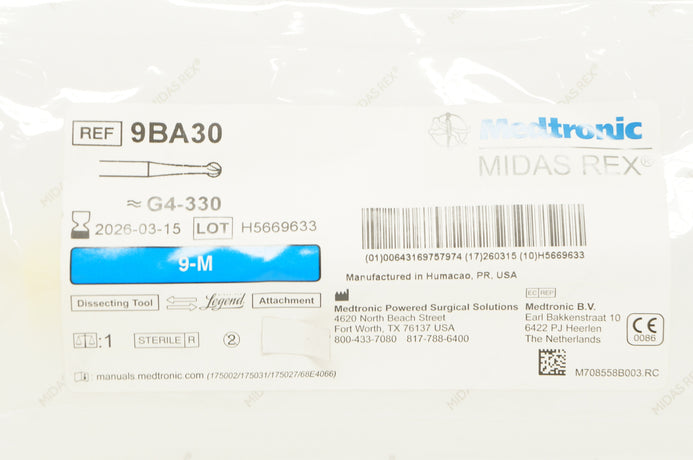 MIDAS REX®
REF 9BA30
≈ G4-330
2026-03-15 LOT H5669633
9-M
Dissecting Tool Legend Attachment
:1 STERILE R 2
manuals.medtronic.com (175002/175031/175027/68E4066)
Medtronic
MIDAS REX®
(01)00643169757974 (17)260315 (10)H5669633
Manufactured in Humacao, PR, USA
Medtronic Powered Surgical Solutions
4620 North Beach Street
Fort Worth, TX 76137 USA
800-433-7080 817-788-6400
EC REP
Medtronic B.V.
Earl Bakkenstraat 10
6422 PJ Heerlen
The Netherlands
CE
0086
M708558B003.RC